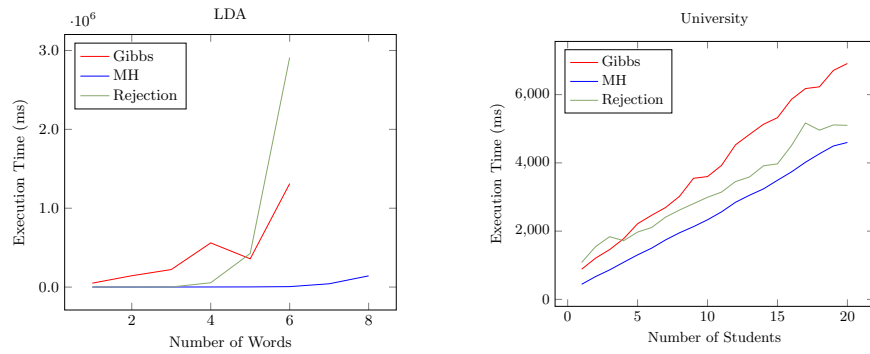 LDA
·10⁶
3.0
2.0
1.0
0.0
Execution Time (ms)
Gibbs
MH
Rejection
2 4 6 8
Number of Words
University
6,000
4,000
2,000
0
Execution Time (ms)
Gibbs
MH
Rejection
0 5 10 15 20
Number of Students